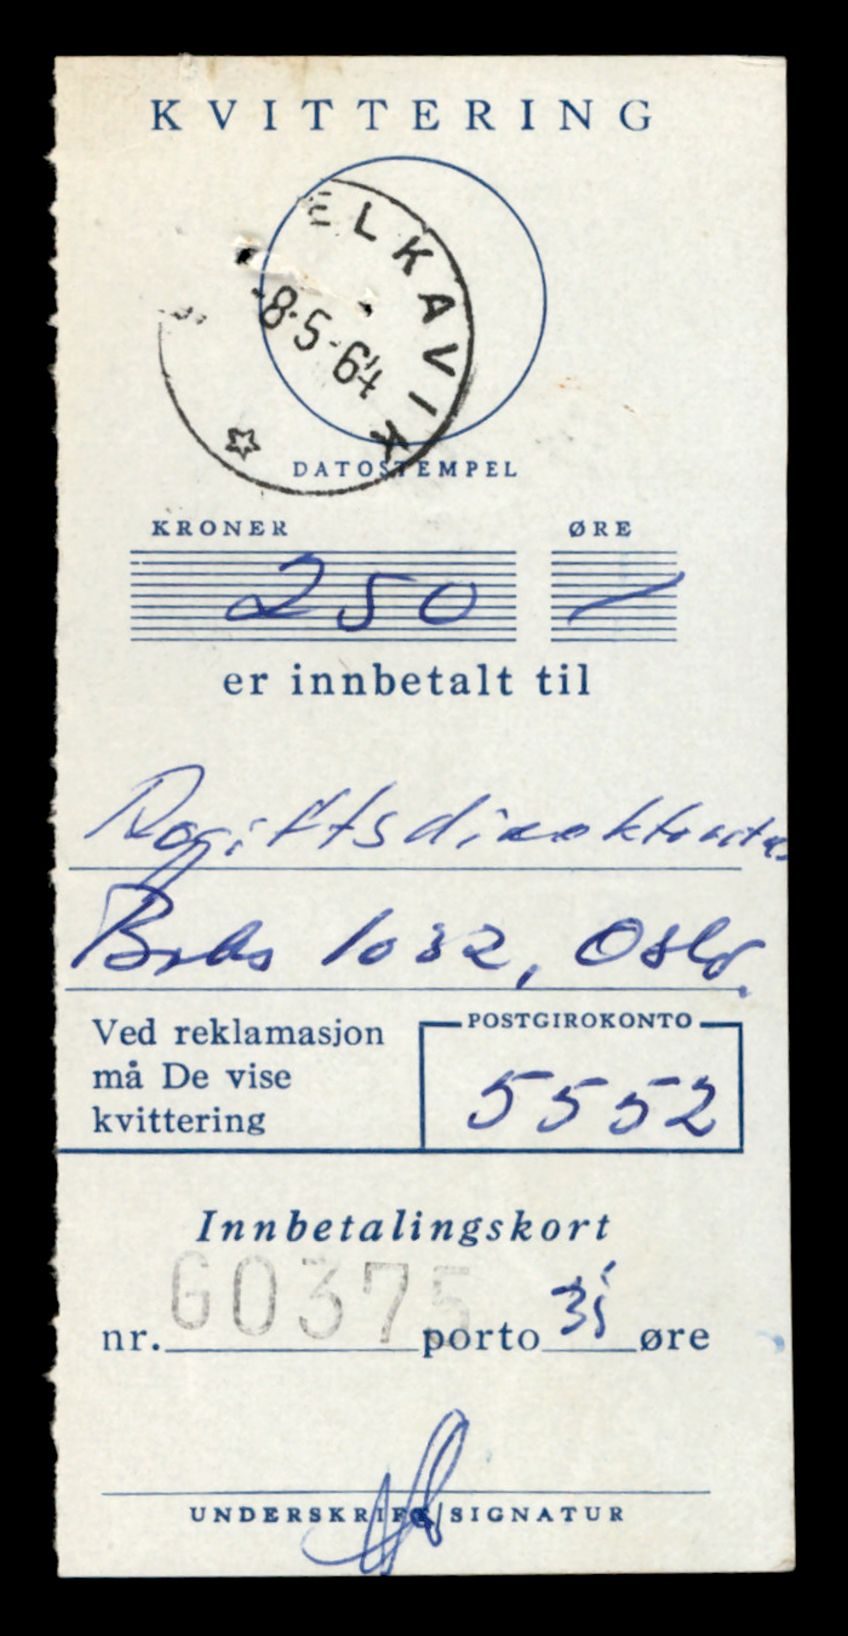 KVITTERING
ELKAVIK
-8.5-64
DATOSTEMPEL
KRONER ØRE
250 —
er innbetalt til
Boks 1032, Oslo.
Ved reklamasjon
må De vise
kvittering
POSTGIROKONTO
5552
Innbetalingskort
nr. 60375 porto 35 øre
UNDERSKRIFT/SIGNATUR